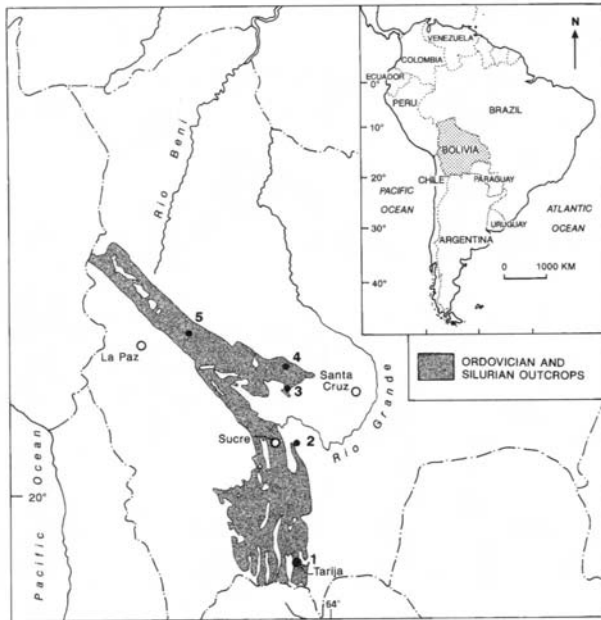 N
VENEZUELA
COLOMBIA
ECUADOR
0°
PERU
BRAZIL
10°
BOLIVIA
20°
CHILE
PARAGUAY
PACIFIC
OCEAN
ATLANTIC
OCEAN
URUGUAY
30°
ARGENTINA
0 1000 KM
40°
Rio Beni
5
La Paz
4
3
Santa
Cruz
ORDOVICIAN AND
SILURIAN OUTCROPS
Rio Grande
Sucre
2
20°
Pacific Ocean
1
Tarija
64°